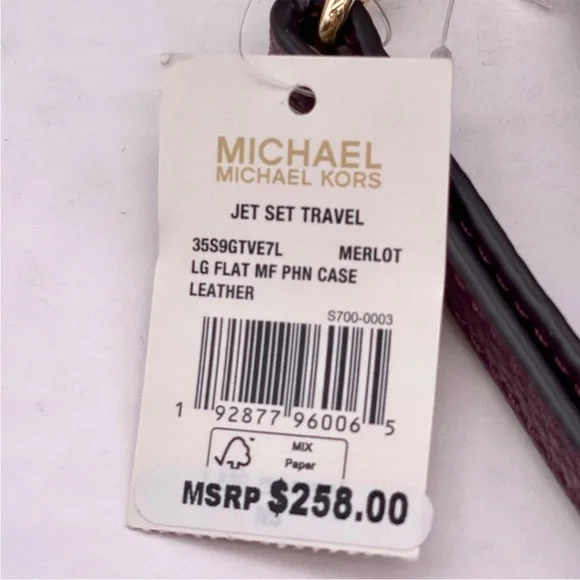 MICHAEL
MICHAEL KORS
JET SET TRAVEL
35S9GTVE7L MERLOT
LG FLAT MF PHN CASE
LEATHER
S700-0003
1 92877 96006 5
MIX
Paper
MSRP $258.00